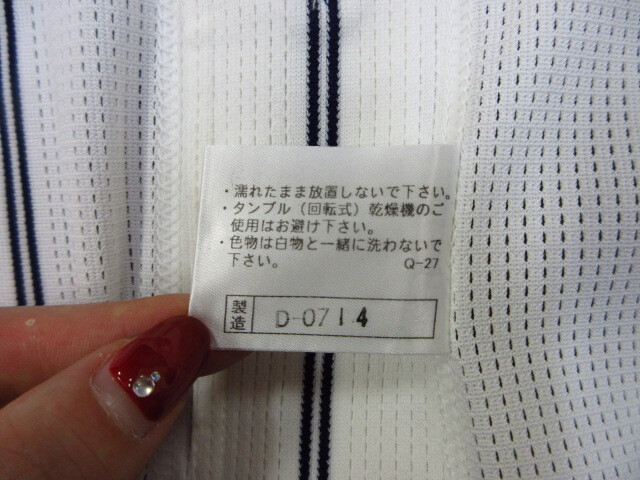 ・濡れたまま放置しないで下さい。
・タンブル（回転式）乾燥機のご
使用はお避け下さい。
・色物は白物と一緒に洗わないで
下さい。 Q-27
製造 D-0714